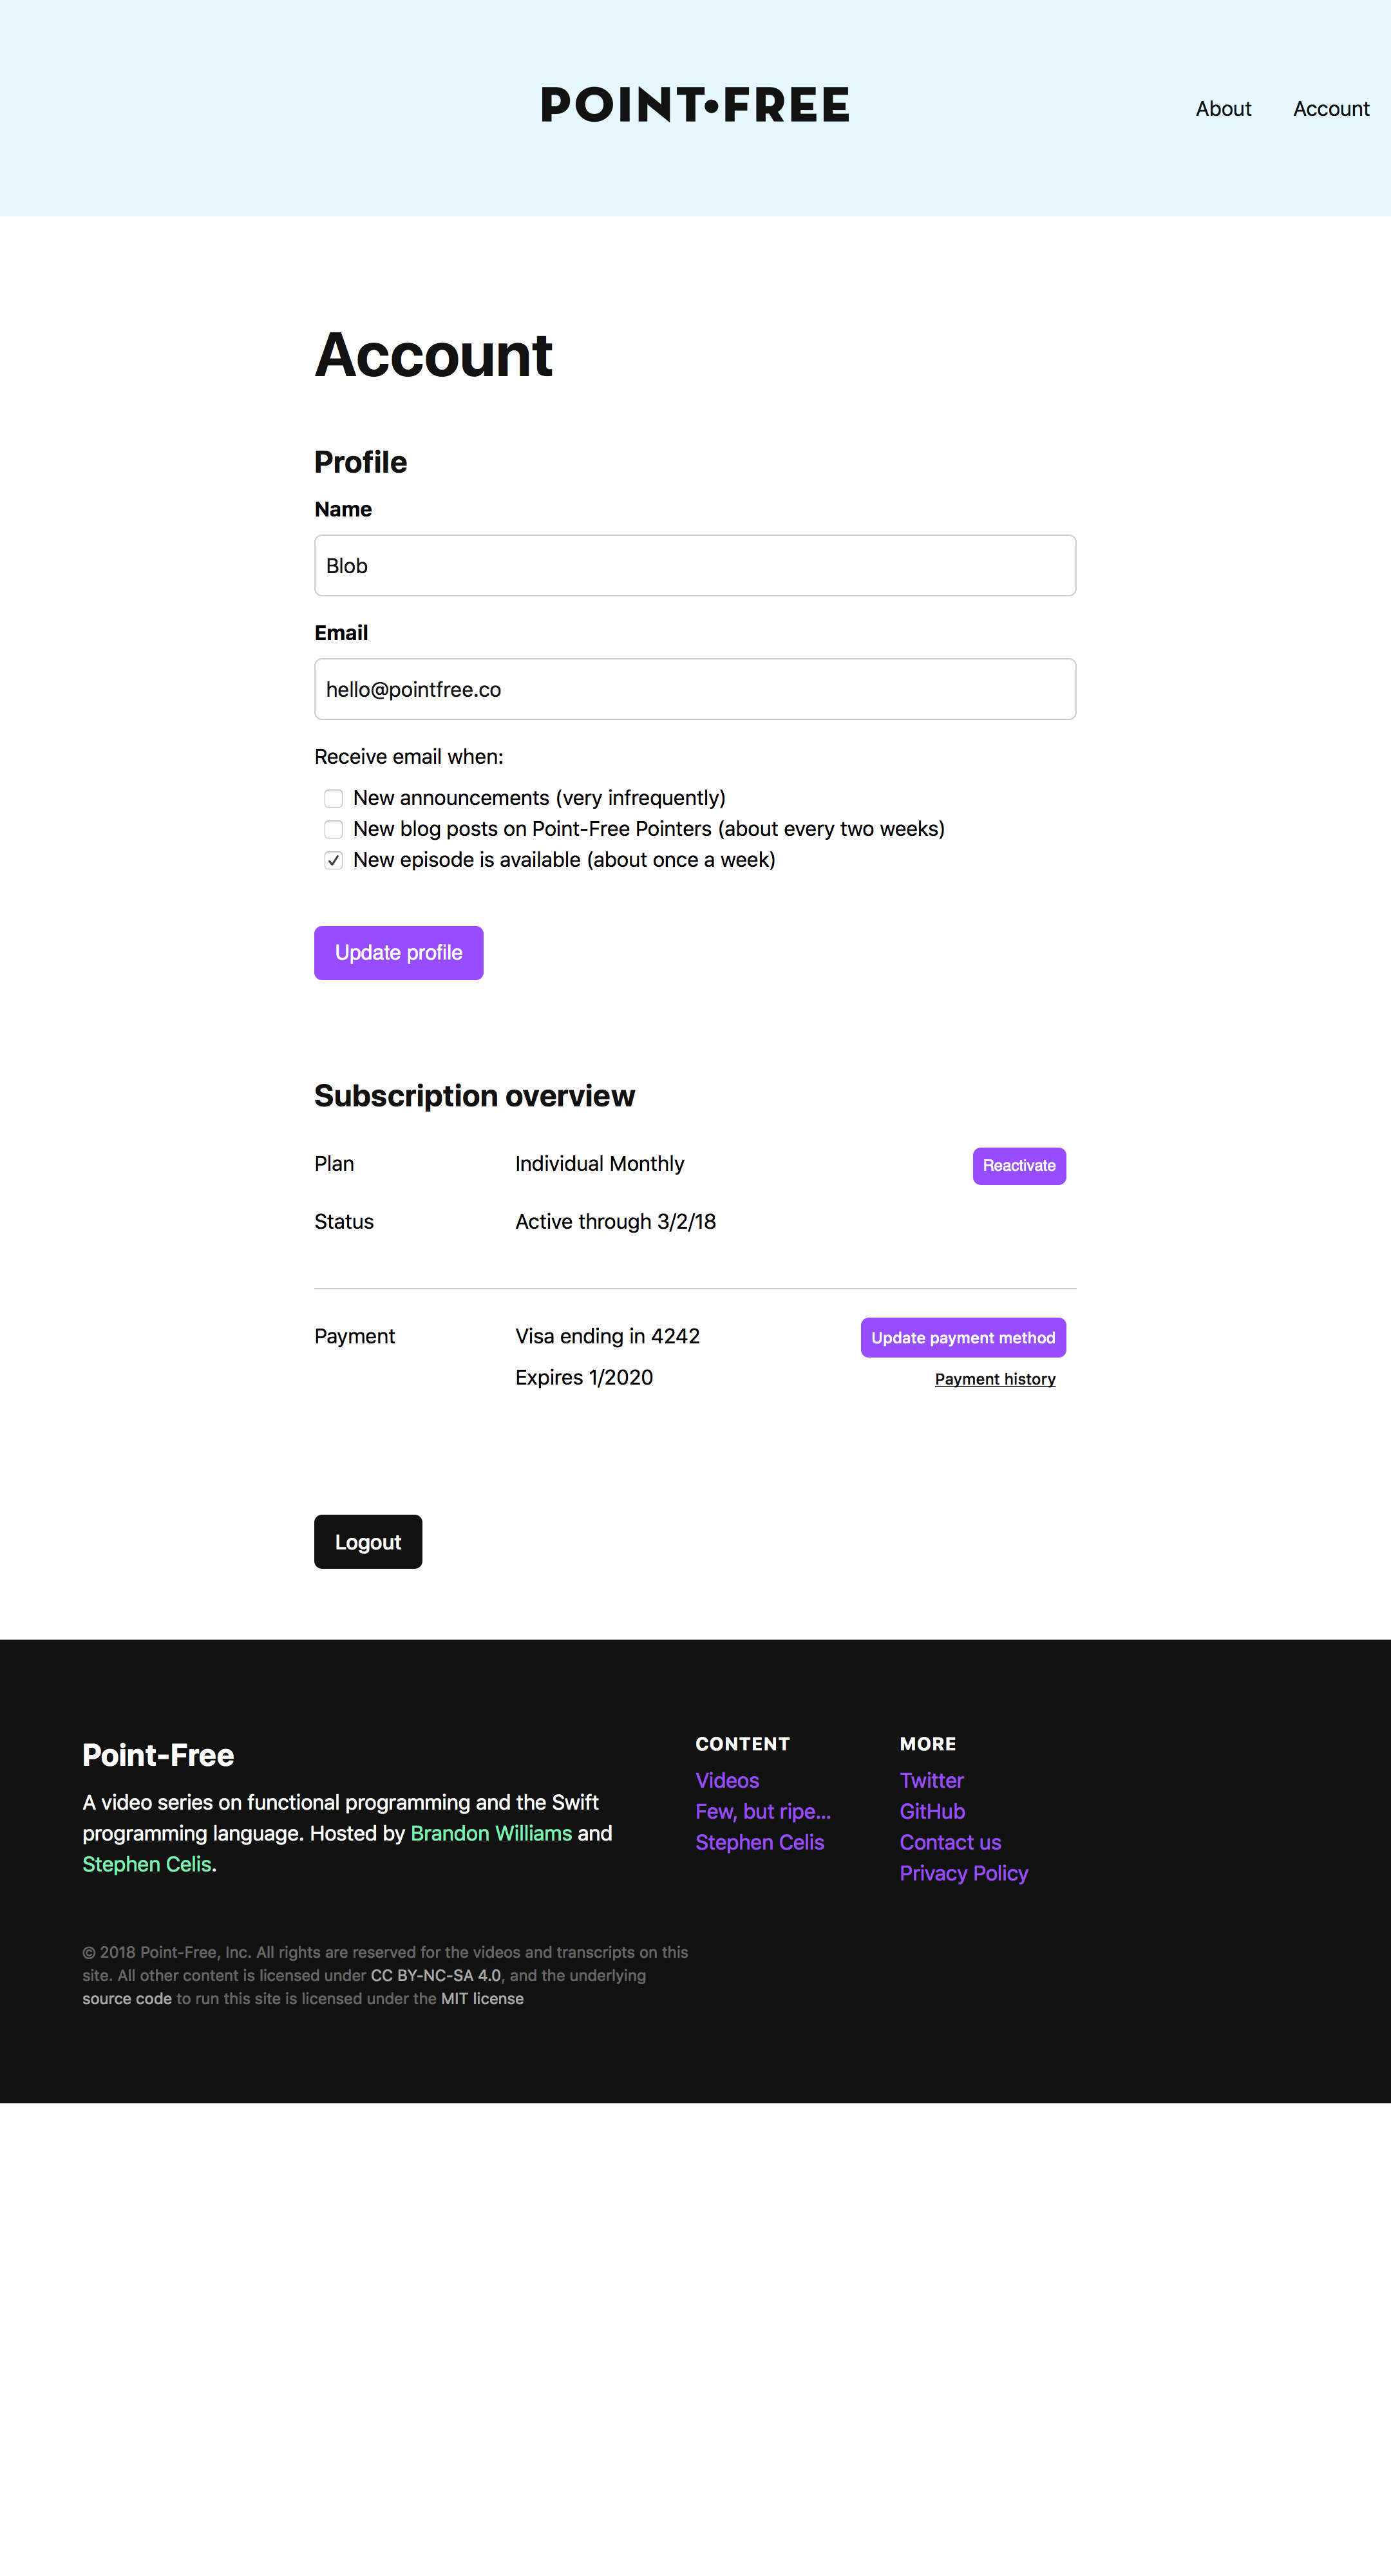 POINT•FREE
About
Account
Account
Profile
Name
Blob
Email
hello@pointfree.co
Receive email when:
New announcements (very infrequently)
New blog posts on Point-Free Pointers (about every two weeks)
New episode is available (about once a week)
Update profile
Subscription overview
Plan
Individual Monthly
Reactivate
Status
Active through 3/2/18
Payment
Visa ending in 4242
Update payment method
Expires 1/2020
Payment history
Logout
Point-Free
A video series on functional programming and the Swift
programming language. Hosted by Brandon Williams and
Stephen Celis.
CONTENT
Videos
Few, but ripe...
Stephen Celis
MORE
Twitter
GitHub
Contact us
Privacy Policy
© 2018 Point-Free, Inc. All rights are reserved for the videos and transcripts on this
site. All other content is licensed under CC BY-NC-SA 4.0, and the underlying
source code to run this site is licensed under the MIT license